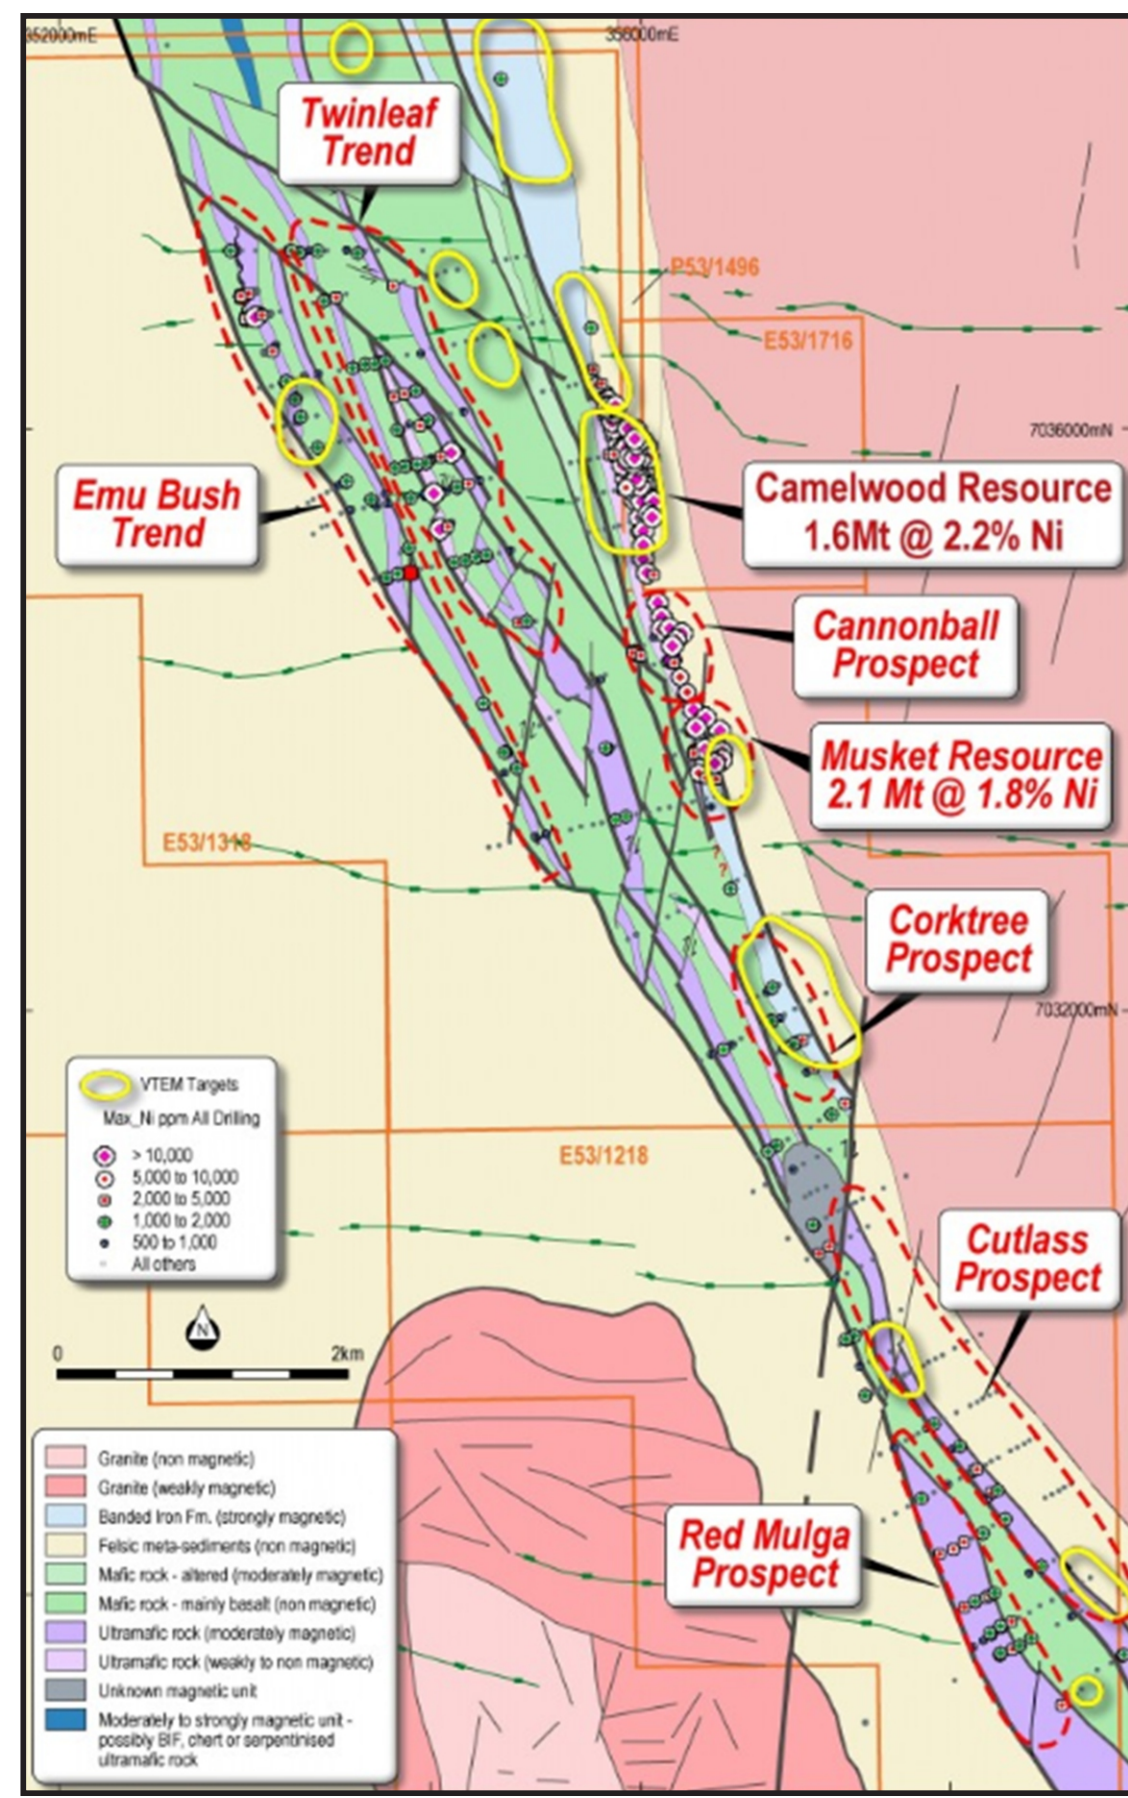 352000mE
356000mE
Twinleaf
Trend
P53/1496
E53/1716
7036000mN
Camelwood Resource
1.6Mt @ 2.2% Ni
Emu Bush
Trend
Cannonball
Prospect
Musket Resource
2.1 Mt @ 1.8% Ni
E53/1318
?
?
Corktree
Prospect
7032000mN
VTEM Targets
Max_Ni ppm All Drilling
> 10,000
5,000 to 10,000
2,000 to 5,000
1,000 to 2,000
500 to 1,000
All others
E53/1218
Cutlass
Prospect
N
0 2km
Granite (non magnetic)
Granite (weakly magnetic)
Banded Iron Fm. (strongly magnetic)
Felsic meta-sediments (non magnetic)
Mafic rock - altered (moderately magnetic)
Mafic rock - mainly basalt (non magnetic)
Ultramafic rock (moderately magnetic)
Ultramafic rock (weakly to non magnetic)
Unknown magnetic unit
Moderately to strongly magnetic unit -
possibly BIF, chert or serpentinised
ultramafic rock
Red Mulga
Prospect